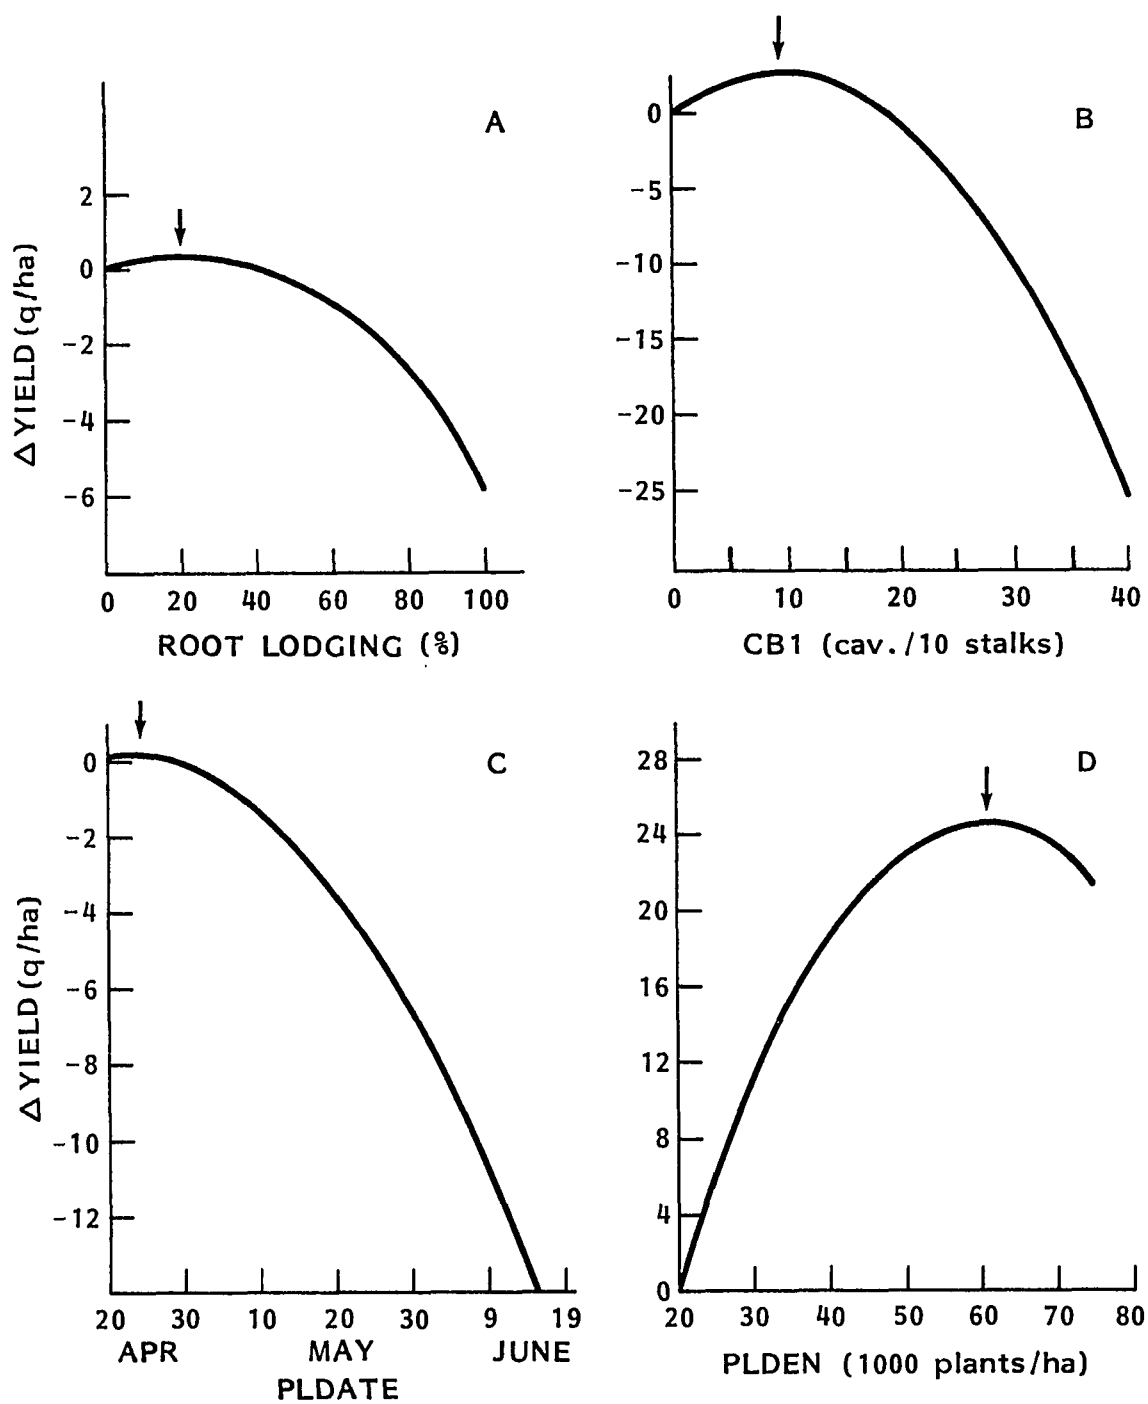 A
2
0
-2
-4
-6
Δ YIELD (q/ha)
0 20 40 60 80 100
ROOT LODGING (%)
B
0
-5
-10
-15
-20
-25
0 10 20 30 40
CB1 (cav./10 stalks)
C
0
-2
-4
-6
-8
-10
-12
Δ YIELD (q/ha)
20 30 10 20 30 9 19
APR MAY JUNE
PLDATE
D
28
24
20
16
12
8
4
0
20 30 40 50 60 70 80
PLDEN (1000 plants/ha)